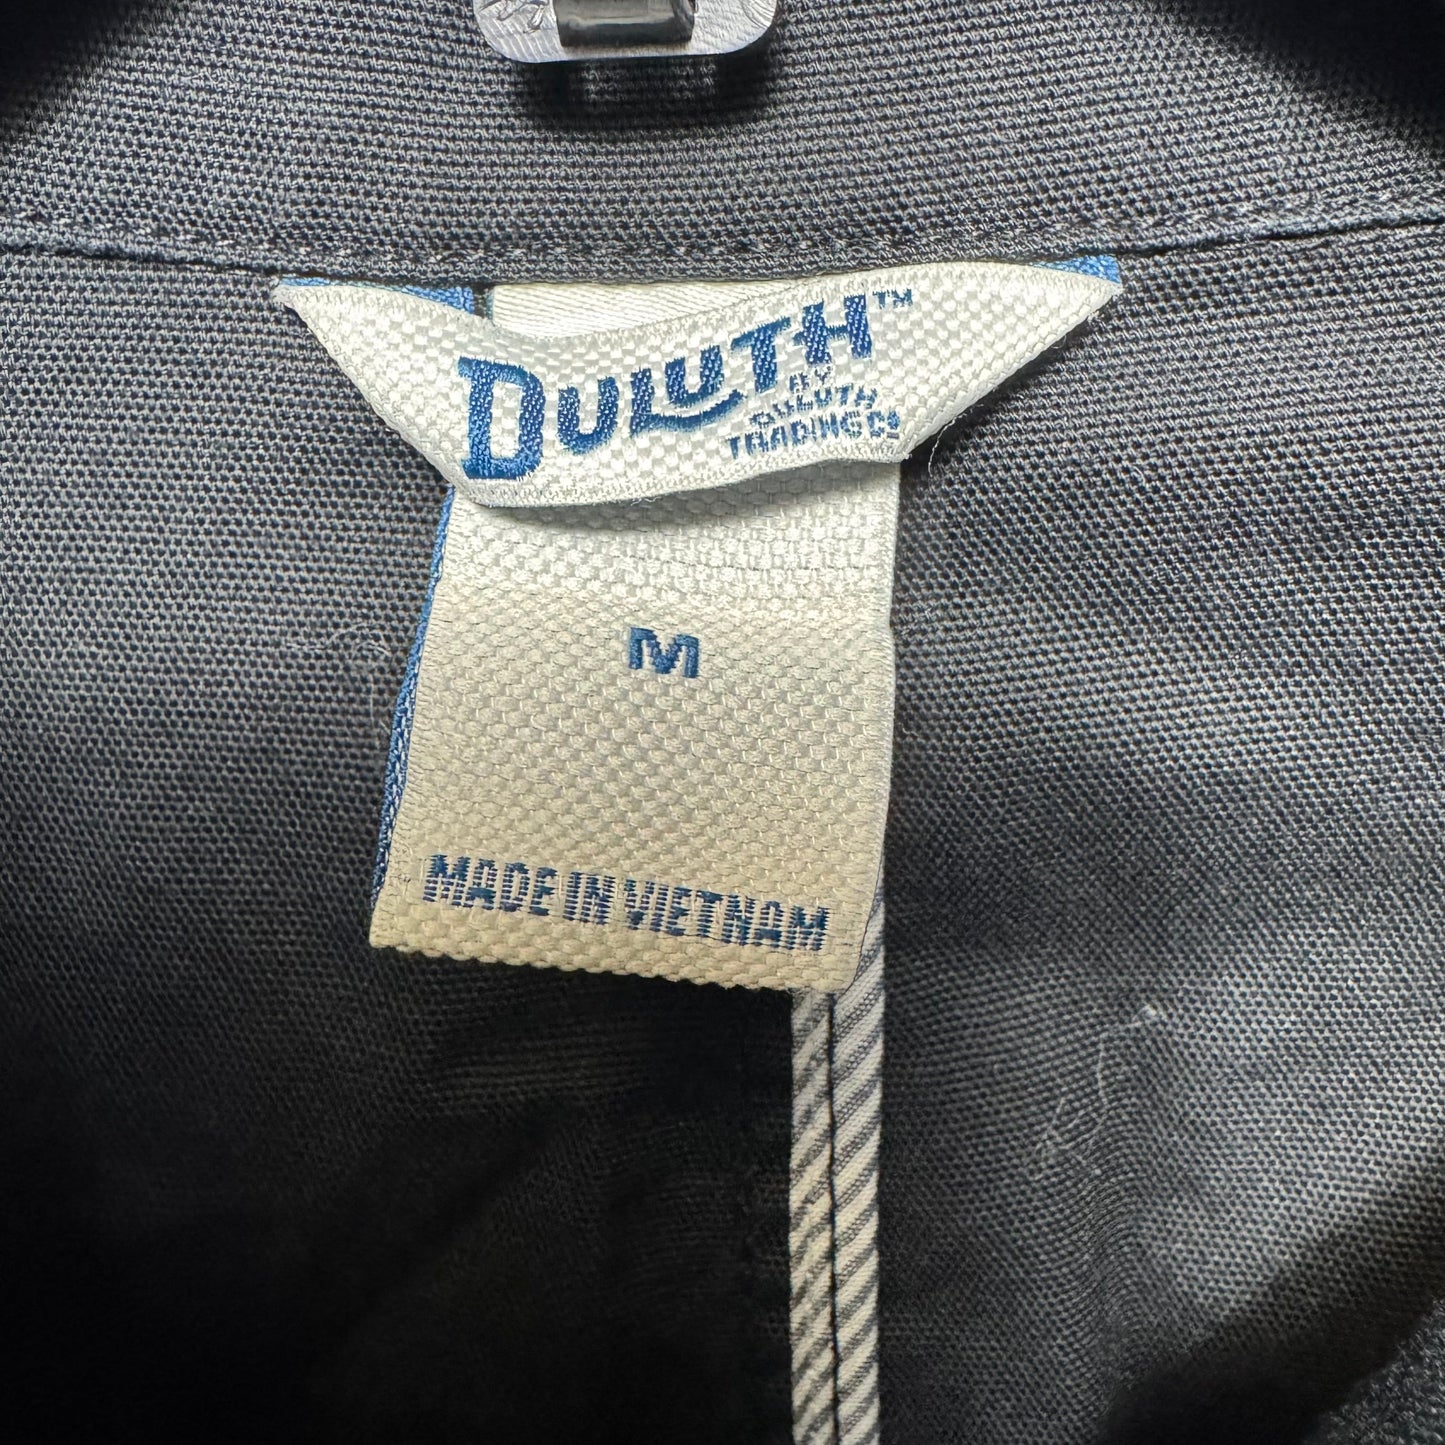 DULUTH™
BY
DULUTH
TRADING Co
M
MADE IN VIETNAM